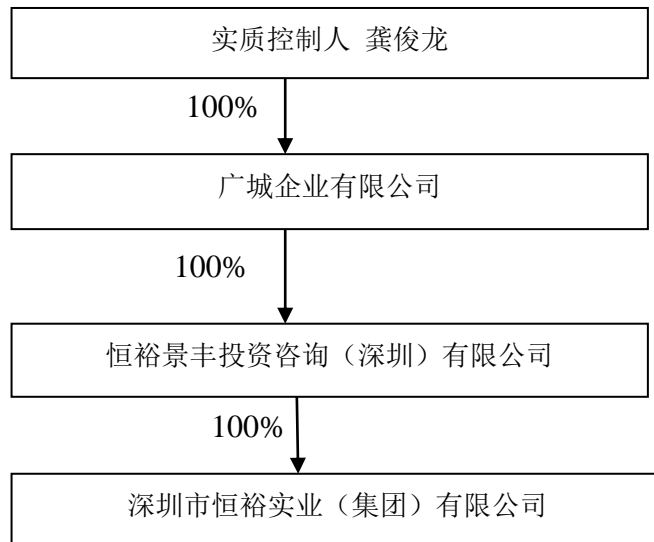 实质控制人 龚俊龙
100%
广城企业有限公司
100%
恒裕景丰投资咨询（深圳）有限公司
100%
深圳市恒裕实业（集团）有限公司